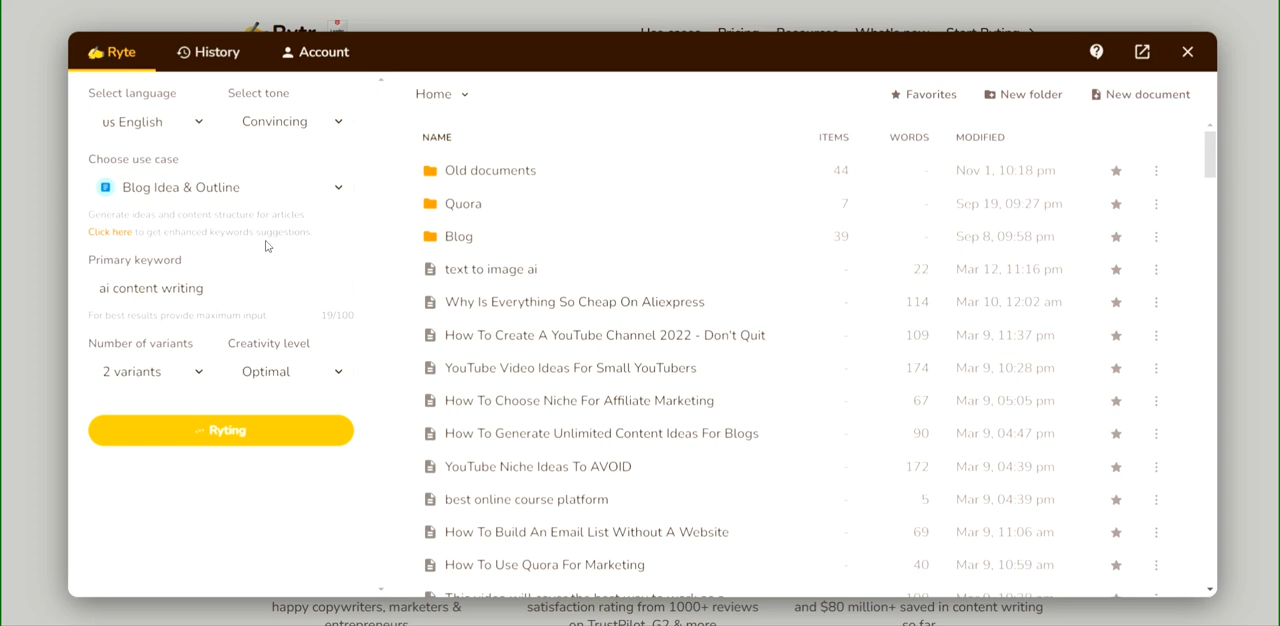 Ryte
History
Account
Select language
Select tone
us English
Convincing
Choose use case
Blog Idea & Outline
Generate ideas and content structure for articles
Click here to get enhanced keywords suggestions.
Primary keyword
ai content writing
For best results provide maximum input
19/100
Number of variants
Creativity level
2 variants
Optimal
Ryting
Home
Favorites
New folder
New document
NAME ITEMS WORDS MODIFIED
Old documents 44 - Nov 1, 10:18 pm
Quora 7 - Sep 19, 09:27 pm
Blog 39 - Sep 8, 09:58 pm
text to image ai - 22 Mar 12, 11:16 pm
Why Is Everything So Cheap On Aliexpress - 114 Mar 10, 12:02 am
How To Create A YouTube Channel 2022 - Don't Quit - 109 Mar 9, 11:37 pm
YouTube Video Ideas For Small YouTubers - 174 Mar 9, 10:28 pm
How To Choose Niche For Affiliate Marketing - 67 Mar 9, 05:05 pm
How To Generate Unlimited Content Ideas For Blogs - 90 Mar 9, 04:47 pm
YouTube Niche Ideas To AVOID - 172 Mar 9, 04:39 pm
best online course platform - 5 Mar 9, 04:39 pm
How To Build An Email List Without A Website - 69 Mar 9, 11:06 am
How To Use Quora For Marketing - 40 Mar 9, 10:59 am
happy copywriters, marketers &
satisfaction rating from 1000+ reviews
and $80 million+ saved in content writing
entrepreneurs
on TrustPilot, G2 & more
so far